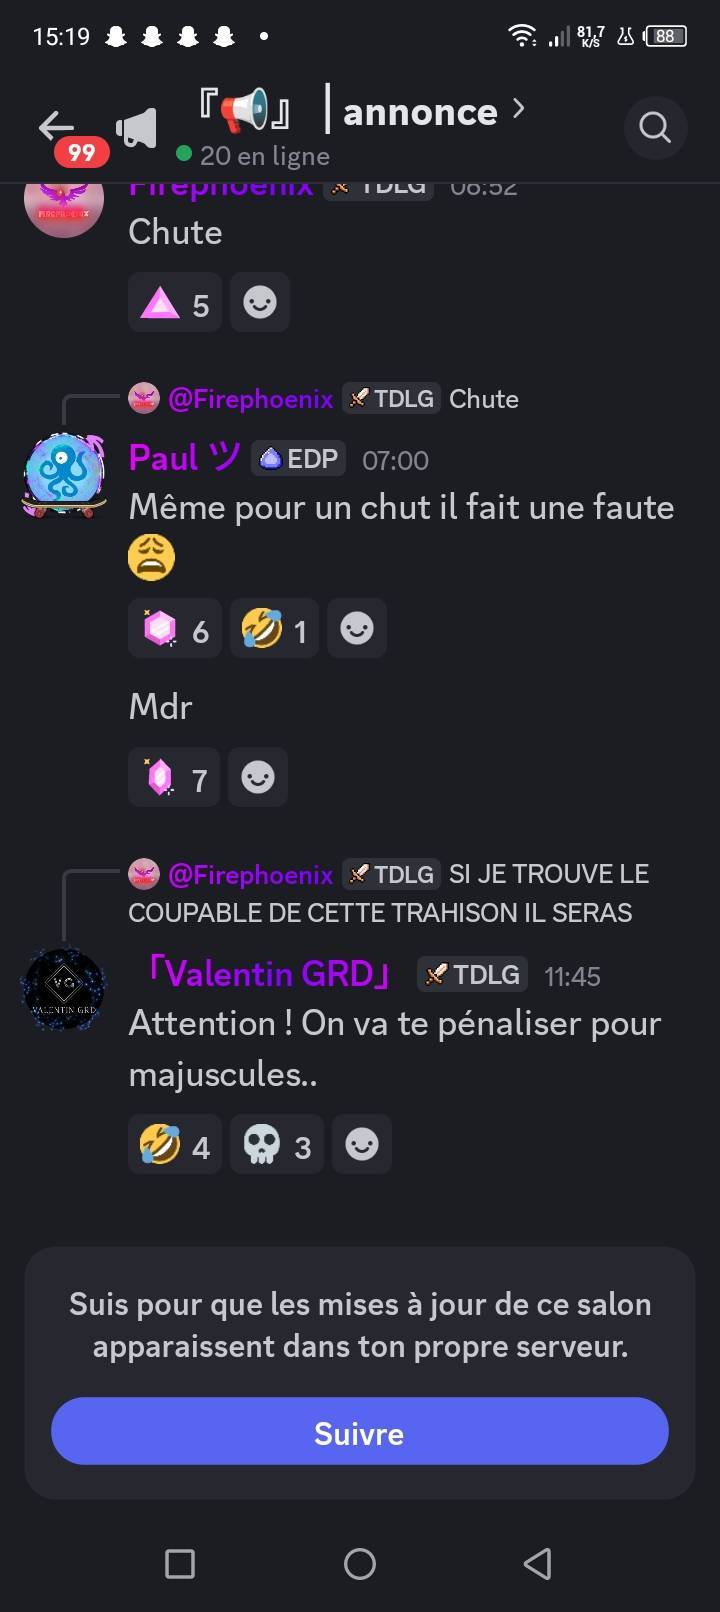 15:19
81,7
K/S
88
99
『📢』 | annonce
20 en ligne
Firephoenix TDLG 06:52
Chute
5
@Firephoenix TDLG Chute
Paul ツ EDP 07:00
Même pour un chut il fait une faute
😩
6 🤣 1
Mdr
7
@Firephoenix TDLG SI JE TROUVE LE
COUPABLE DE CETTE TRAHISON IL SERAS
「Valentin GRD」 TDLG 11:45
VG
VALENTIN GRD
Attention ! On va te pénaliser pour
majuscules..
🤣 4 💀 3
Suis pour que les mises à jour de ce salon
apparaissent dans ton propre serveur.
Suivre